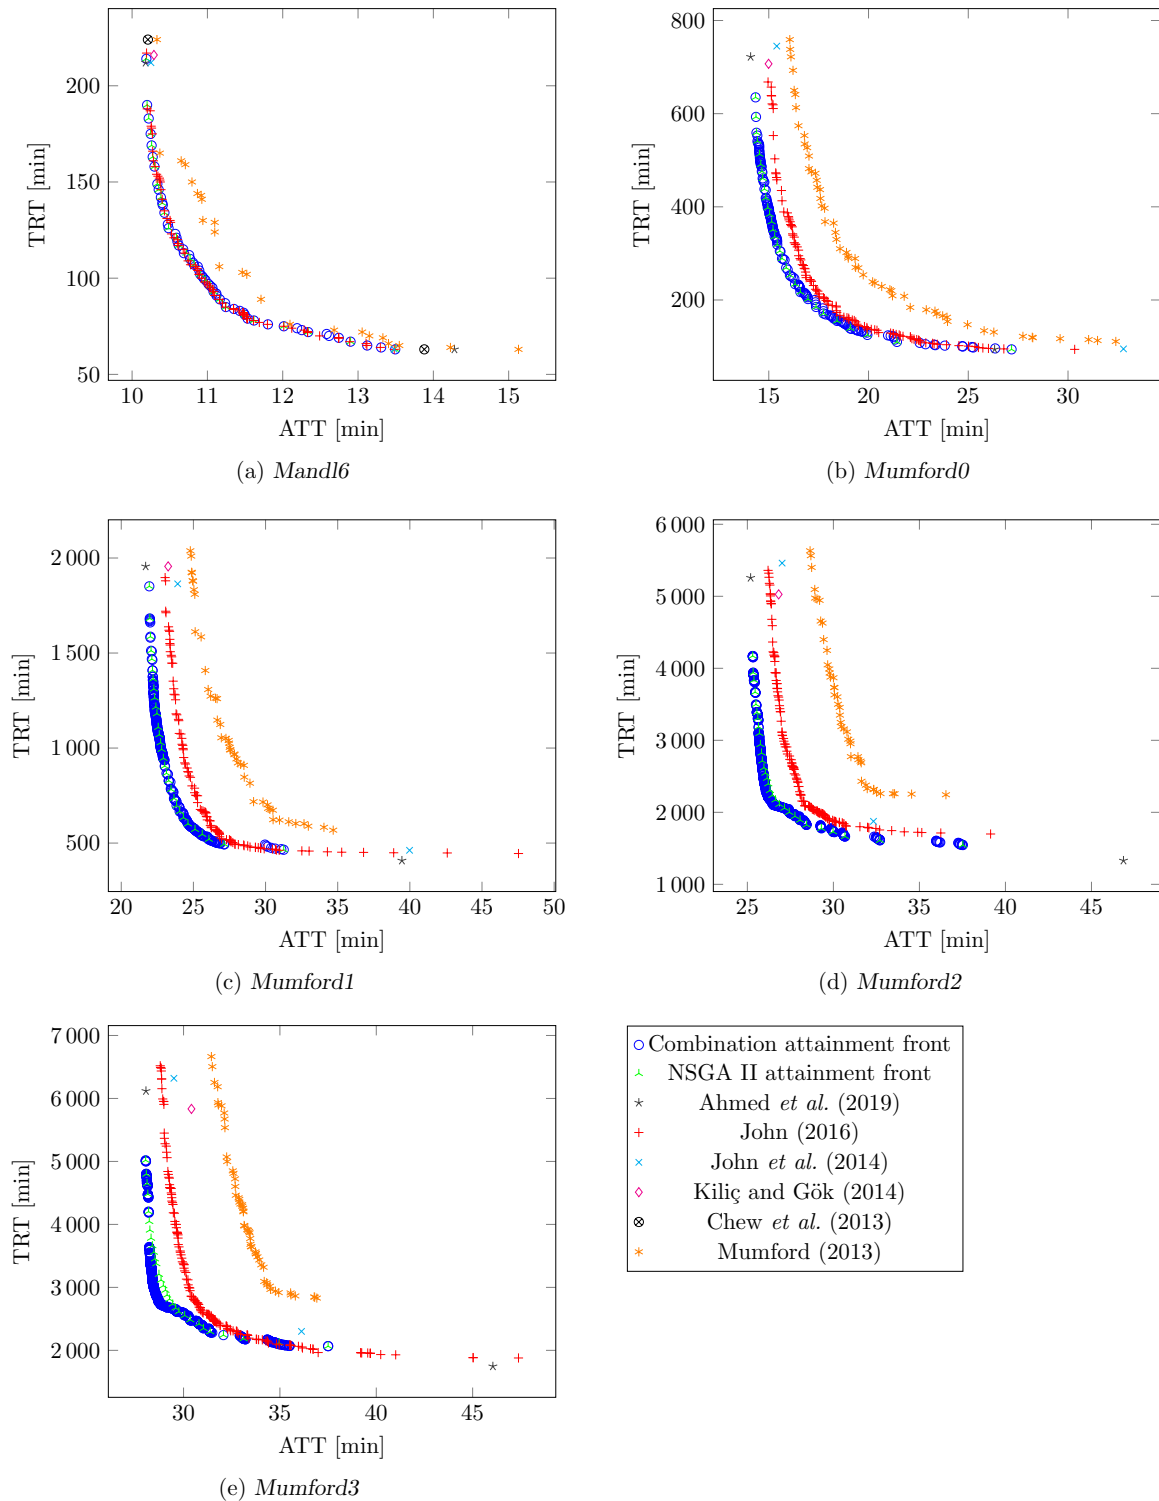 200
150
100
50
TRT [min]
10 11 12 13 14 15
ATT [min]
(a) Mandl6
800
600
400
200
TRT [min]
15 20 25 30
ATT [min]
(b) Mumford0
2 000
1 500
1 000
500
TRT [min]
20 25 30 35 40 45 50
ATT [min]
(c) Mumford1
6 000
5 000
4 000
3 000
2 000
1 000
TRT [min]
25 30 35 40 45
ATT [min]
(d) Mumford2
7 000
6 000
5 000
4 000
3 000
2 000
TRT [min]
30 35 40 45
ATT [min]
(e) Mumford3
Combination attainment front
NSGA II attainment front
Ahmed et al. (2019)
John (2016)
John et al. (2014)
Kiliç and Gök (2014)
Chew et al. (2013)
Mumford (2013)